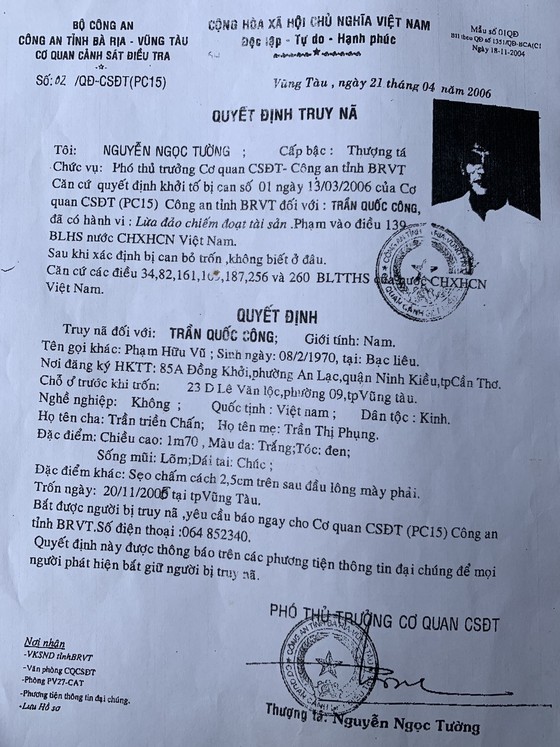 BỘ CÔNG AN
CÔNG AN TỈNH BÀ RỊA - VŨNG TÀU
CƠ QUAN CẢNH SÁT ĐIỀU TRA
SỐ: 02 /QĐ-CSĐT(PC15)
CỘNG HÒA XÃ HỘI CHỦ NGHĨA VIỆT NAM
Độc lập - Tự do - Hạnh phúc
Mẫu số 01QĐ
BH theo QĐ số 1351/QĐ-BCA(C1
Ngày 18-11-2004
Vũng Tàu, ngày 21 tháng 04 năm 2006
QUYẾT ĐỊNH TRUY NÃ
Tôi: NGUYỄN NGỌC TƯỜNG ; Cấp bậc : Thượng tá
Chức vụ: Phó thủ trưởng Cơ quan CSĐT- Công an tỉnh BRVT
Căn cứ quyết định khởi tố bị can số 01 ngày 13/03/2006 của Cơ
quan CSĐT (PC15) Công an tỉnh BRVT đối với : TRẦN QUỐC CÔNG,
đã có hành vi : Lừa đảo chiếm đoạt tài sản .Phạm vào điều 139
BLHS nước CHXHCN Việt Nam.
Sau khi xác định bị can bỏ trốn ,không biết ở đâu.
Căn cứ các điều 34,82,161, ,187,256 và 260 BLTTHS của nước CHXHCN
Việt Nam.
QUYẾT ĐỊNH
Truy nã đối với: TRẦN QUỐC CÔNG; Giới tính: Nam.
Tên gọi khác: Phạm Hữu Vũ ; Sinh ngày: 08/2/1970, tại: Bạc liêu.
Nơi đăng ký HKTT: 85A Đồng Khởi,phường An Lạc,quận Ninh Kiều,tpCần Thơ.
Chỗ ở trước khi trốn: 23 D Lê Văn lộc,phường 09,tpVũng tàu.
Nghề nghiệp: Không ; Quốc tịnh : Việt nam ; Dân tộc : Kinh.
Họ tên cha: Trần triền Chấn; Họ tên mẹ: Trần Thị Phụng.
Đặc điểm: Chiều cao: 1m70 , Màu da: Trắng;Tóc: đen;
Sống mũi: Lõm;Dái tai: Chúc ;
Đặc điểm khác: Sẹo chấm cách 2,5cm trên sau đầu lông mày phải.
Trốn ngày: 20/11/2005 tại tpVũng Tàu.
Bắt được người bị truy nã ,yêu cầu báo ngay cho Cơ quan CSĐT (PC15) Công an
tỉnh BRVT.Số điện thoại :064 852340.
Quyết định này được thông báo trên các phương tiện thông tin đại chúng để mọi
người phát hiện bắt giữ người bị truy nã.
PHÓ THỦ TRƯỞNG CƠ QUAN CSĐT
Nơi nhận
-VKSND tỉnhBRVT
-Văn phòng CQCSĐT
-Phòng PV27-CAT
-Phương tiện thông tin đại chúng.
-Lưu Hồ sơ
Thượng tá: Nguyễn Ngọc Tường